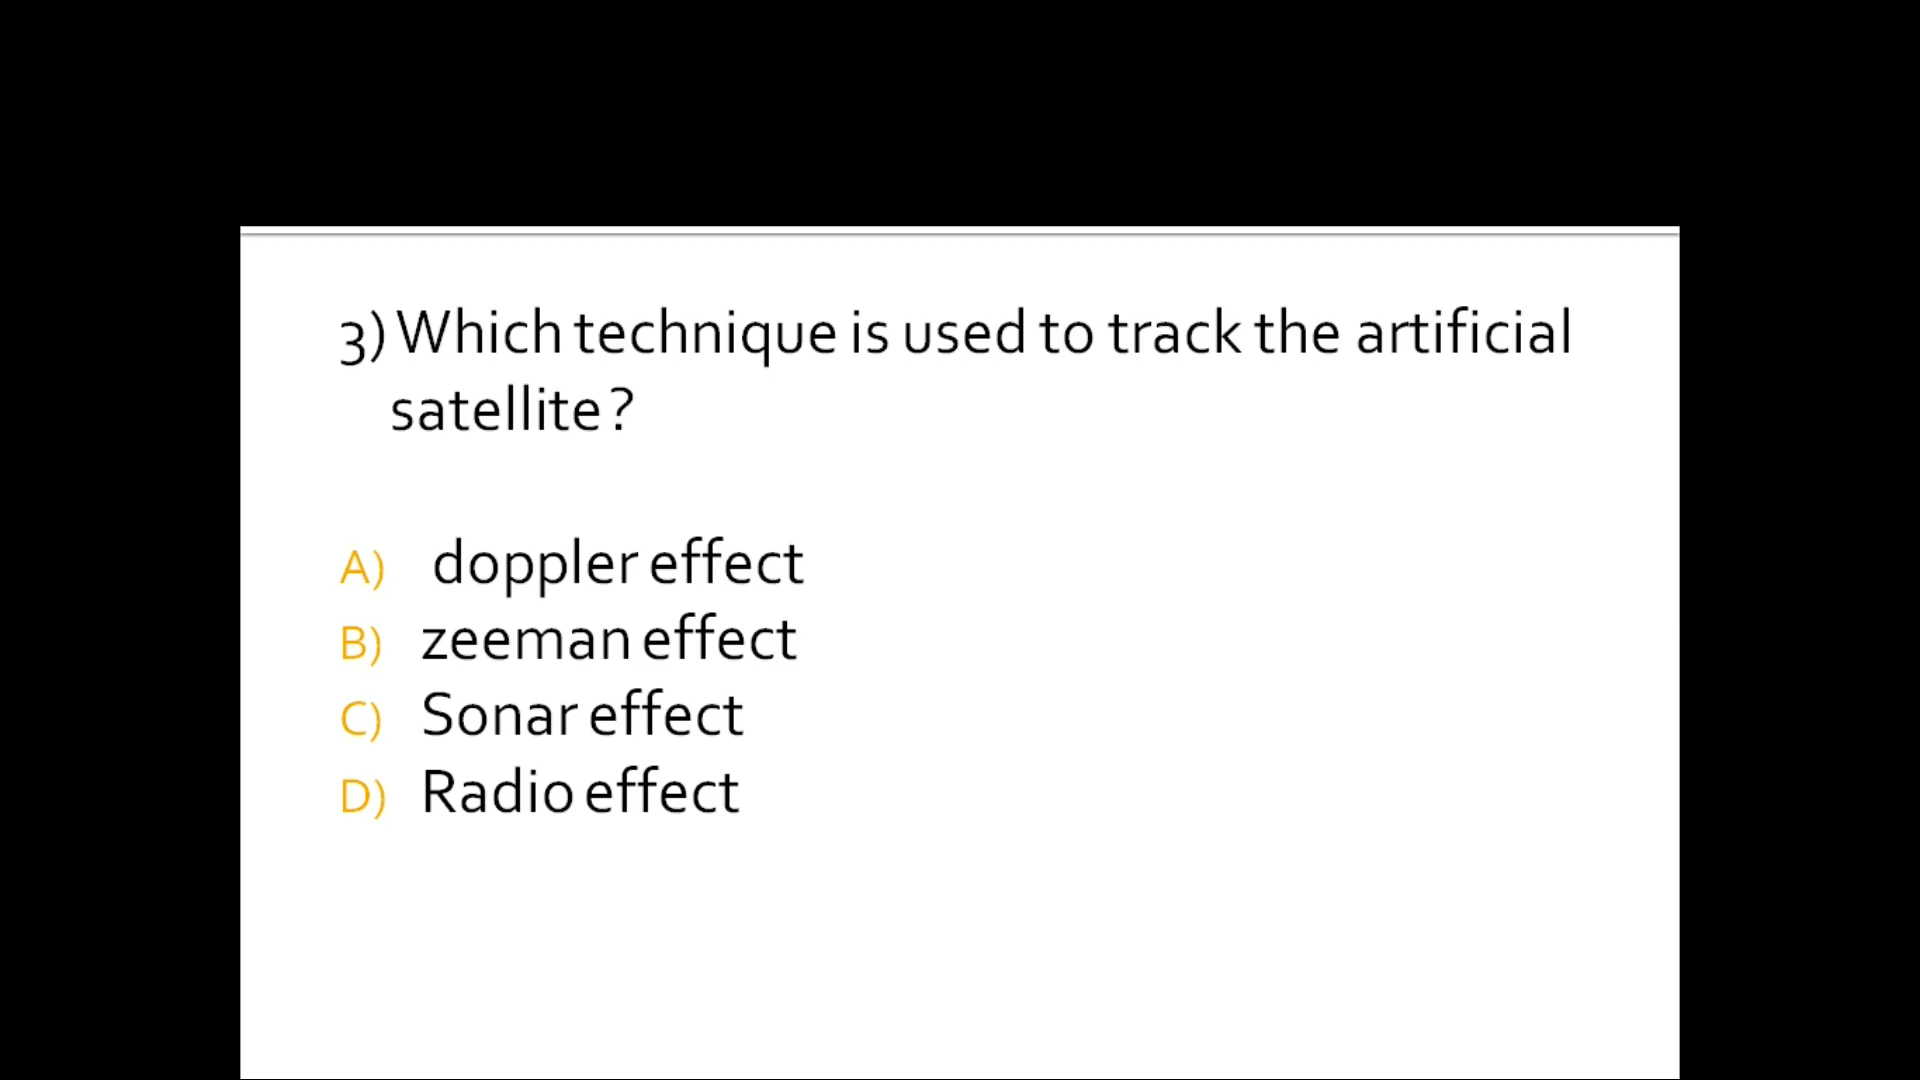 3) Which technique is used to track the artificial
satellite?
A) doppler effect
B) zeeman effect
C) Sonar effect
D) Radio effect